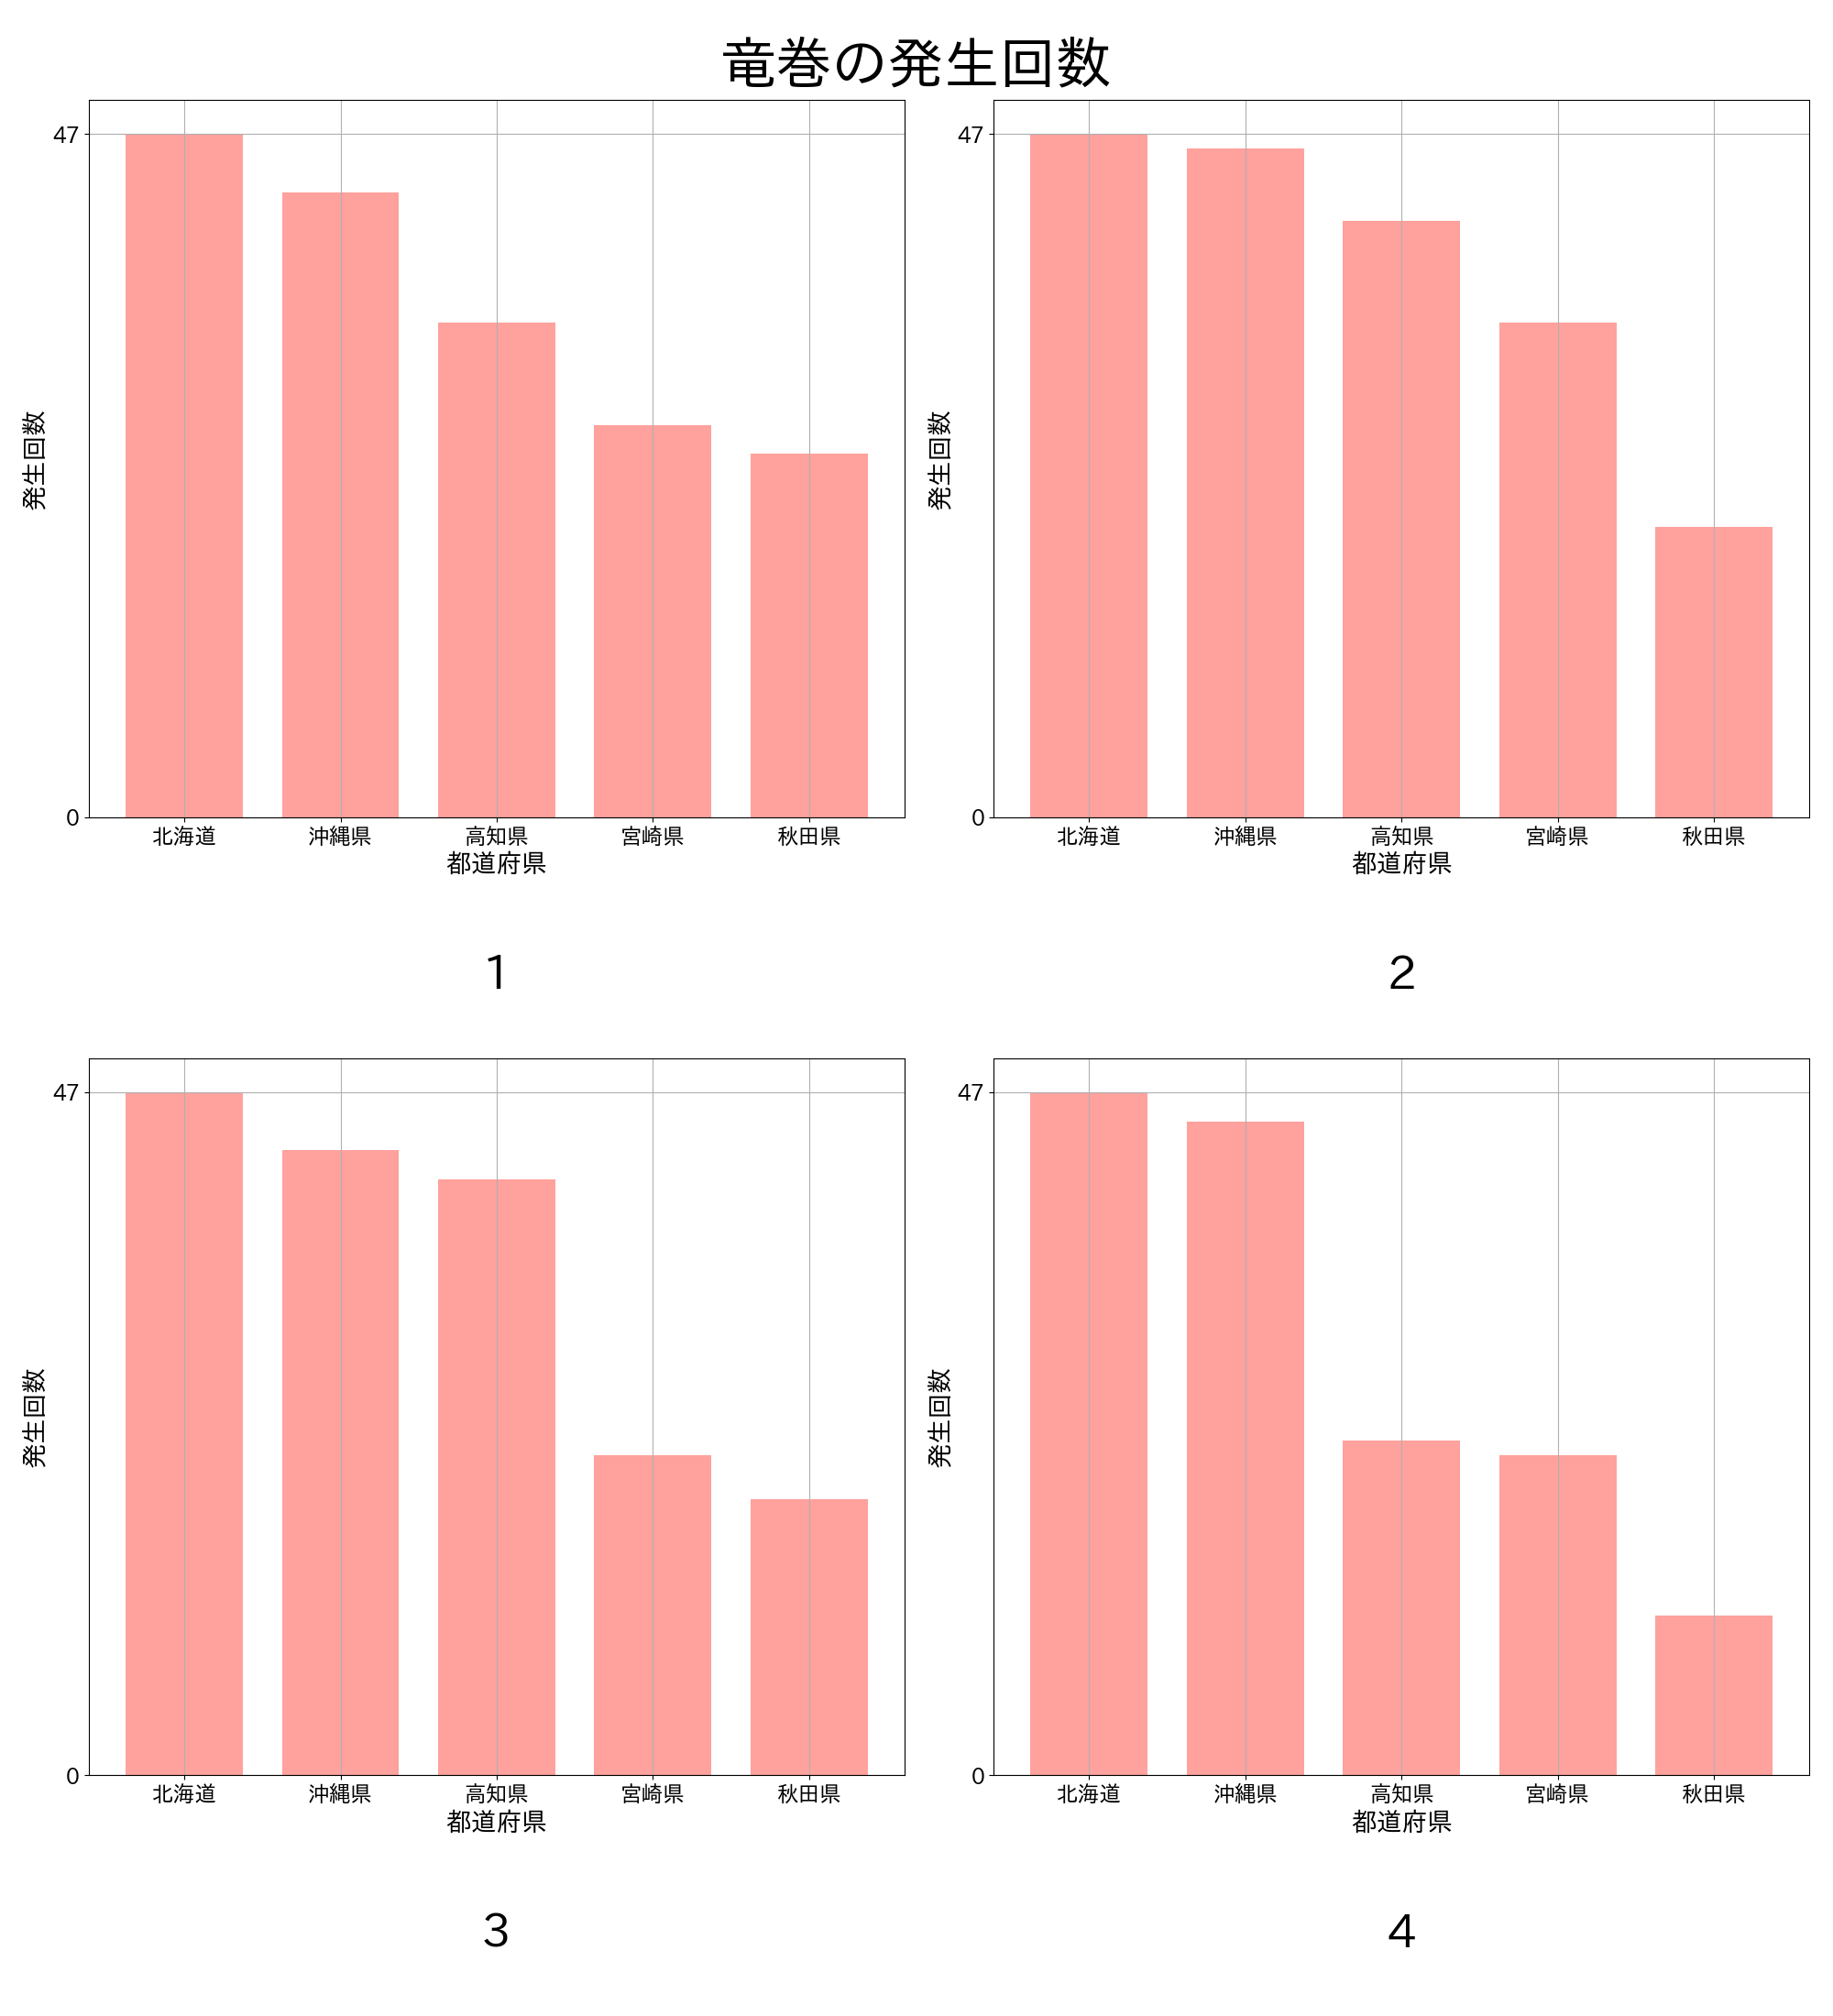 竜巻の発生回数
47
0
発生回数
北海道 沖縄県 高知県 宮崎県 秋田県
都道府県
1
47
0
発生回数
北海道 沖縄県 高知県 宮崎県 秋田県
都道府県
2
47
0
発生回数
北海道 沖縄県 高知県 宮崎県 秋田県
都道府県
3
47
0
発生回数
北海道 沖縄県 高知県 宮崎県 秋田県
都道府県
4